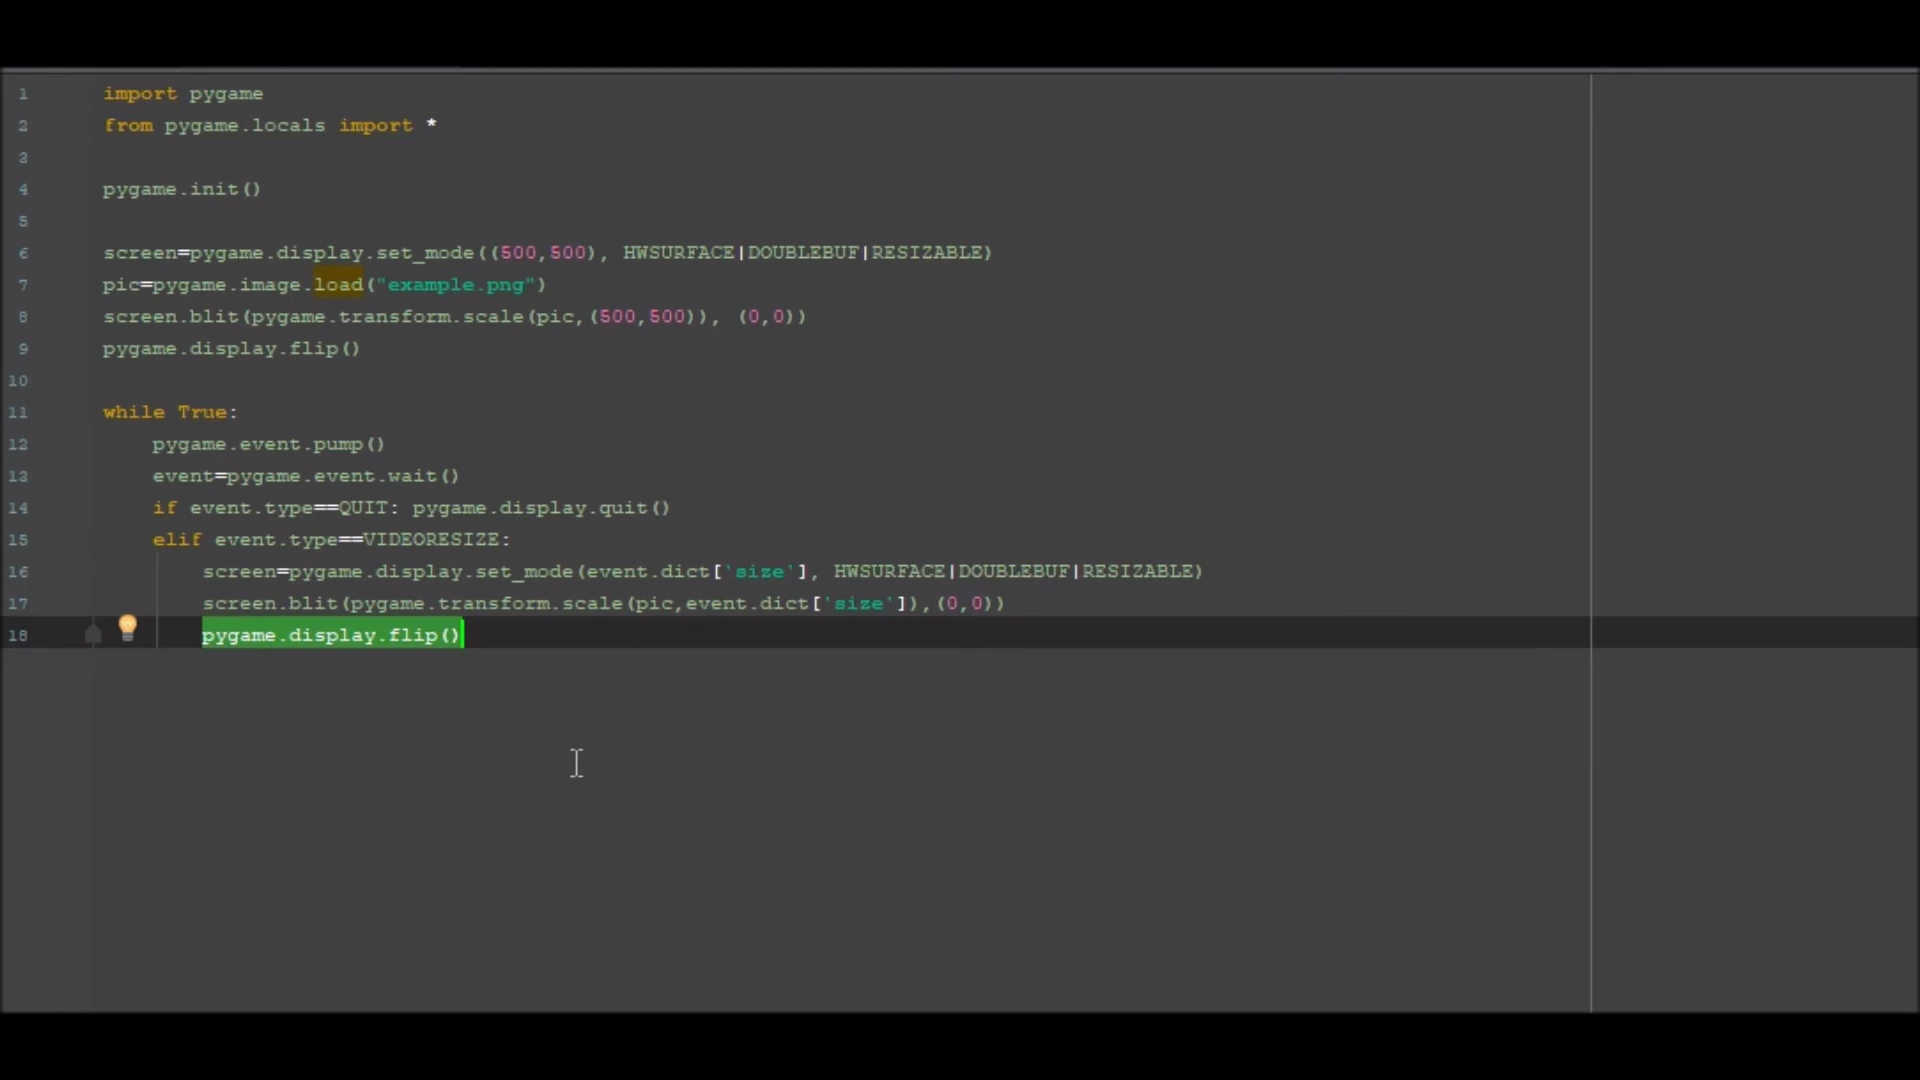 1 import pygame
2 from pygame.locals import *
3
4 pygame.init()
5
6 screen=pygame.display.set_mode((500,500), HWSURFACE|DOUBLEBUF|RESIZABLE)
7 pic=pygame.image.load("example.png")
8 screen.blit(pygame.transform.scale(pic,(500,500)), (0,0))
9 pygame.display.flip()
10
11 while True:
12     pygame.event.pump()
13     event=pygame.event.wait()
14     if event.type==QUIT: pygame.display.quit()
15     elif event.type==VIDEORESIZE:
16         screen=pygame.display.set_mode(event.dict['size'], HWSURFACE|DOUBLEBUF|RESIZABLE)
17         screen.blit(pygame.transform.scale(pic,event.dict['size']),(0,0))
18         pygame.display.flip()